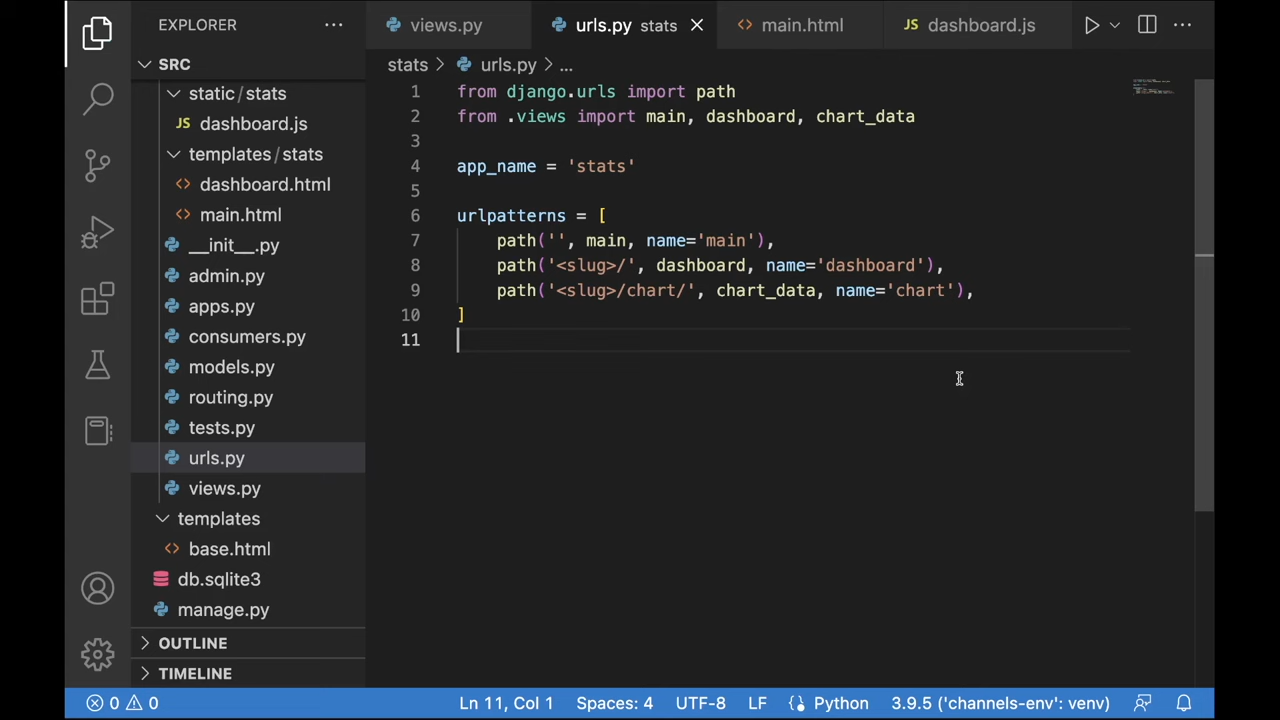 EXPLORER
SRC
static/stats
JS dashboard.js
templates/stats
<> dashboard.html
<> main.html
__init__.py
admin.py
apps.py
consumers.py
models.py
routing.py
tests.py
urls.py
views.py
templates
<> base.html
db.sqlite3
manage.py
OUTLINE
TIMELINE
views.py
urls.py stats
<> main.html
JS dashboard.js
stats > urls.py > ...
1 from django.urls import path
2 from .views import main, dashboard, chart_data
3
4 app_name = 'stats'
5
6 urlpatterns = [
7 path('', main, name='main'),
8 path('<slug>/', dashboard, name='dashboard'),
9 path('<slug>/chart/', chart_data, name='chart'),
10 ]
11
0 0
Ln 11, Col 1
Spaces: 4
UTF-8
LF
{} Python
3.9.5 ('channels-env': venv)